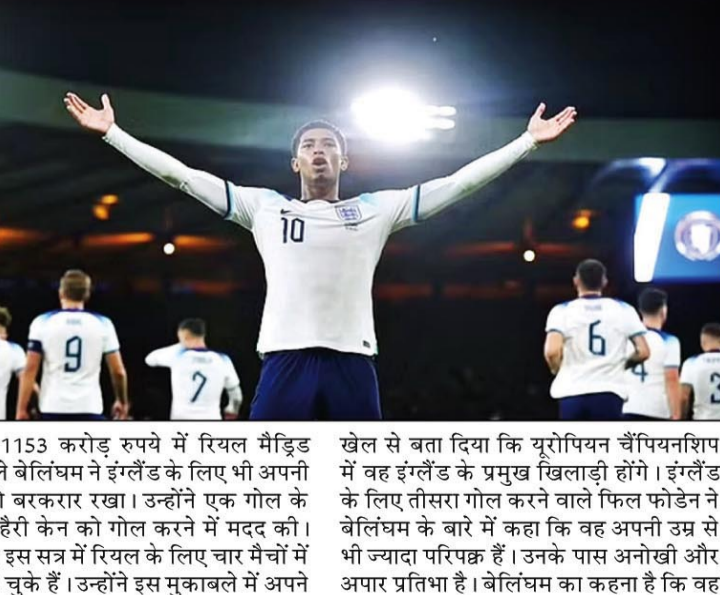 10
9
7
6
4
2
1153 करोड़ रुपये में रियल मैड्रिड
बेलिंघम ने इंग्लैंड के लिए भी अपनी
बरकरार रखा। उन्होंने एक गोल के
हैरी केन को गोल करने में मदद की।
इस सत्र में रियल के लिए चार मैचों में
चुके हैं। उन्होंने इस मुकाबले में अपने
खेल से बता दिया कि यूरोपियन चैंपियनशिप
में वह इंग्लैंड के प्रमुख खिलाड़ी होंगे। इंग्लैंड
के लिए तीसरा गोल करने वाले फिल फोडेन ने
बेलिंघम के बारे में कहा कि वह अपनी उम्र से
भी ज्यादा परिपक्व हैं। उनके पास अनोखी और
अपार प्रतिभा है। बेलिंघम का कहना है कि वह